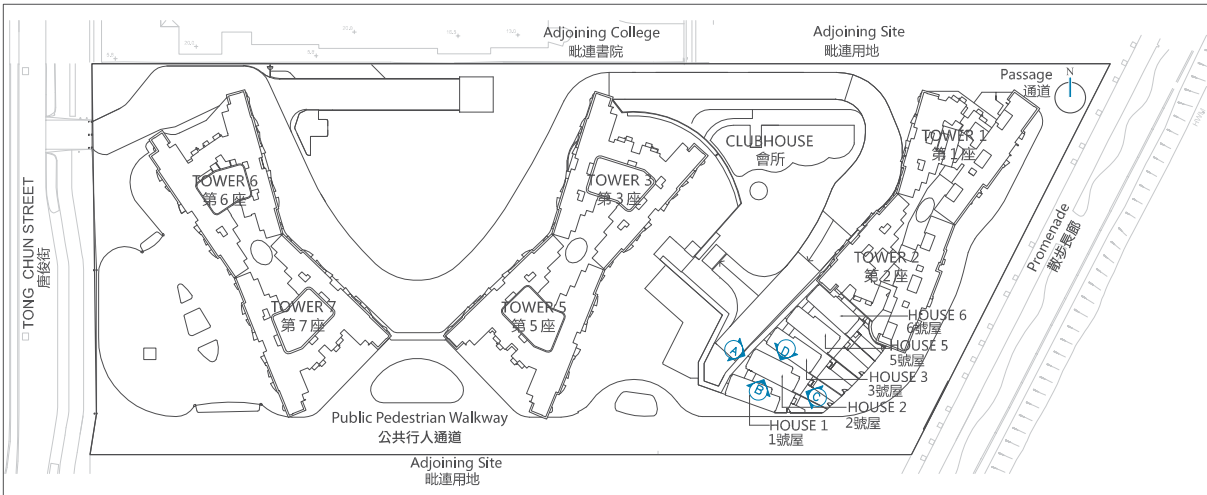 Adjoining College
毗連書院
Adjoining Site
毗連用地
Passage
通道
N
TOWER 1
第1座
CLUBHOUSE
會所
TOWER 6
第6座
TOWER 3
第3座
TONG CHUN STREET
唐俊街
Promenade
散步長廊
HWM
TOWER 2
第2座
TOWER 7
第7座
TOWER 5
第5座
HOUSE 6
6號屋
HOUSE 5
5號屋
A
D
HOUSE 3
3號屋
B
C
HOUSE 2
2號屋
HOUSE 1
1號屋
Public Pedestrian Walkway
公共行人通道
Adjoining Site
毗連用地